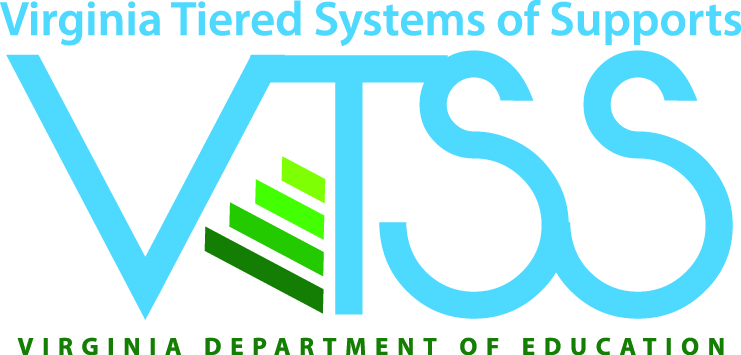 Virginia Tiered Systems of Supports
VTSS
VIRGINIA DEPARTMENT OF EDUCATION